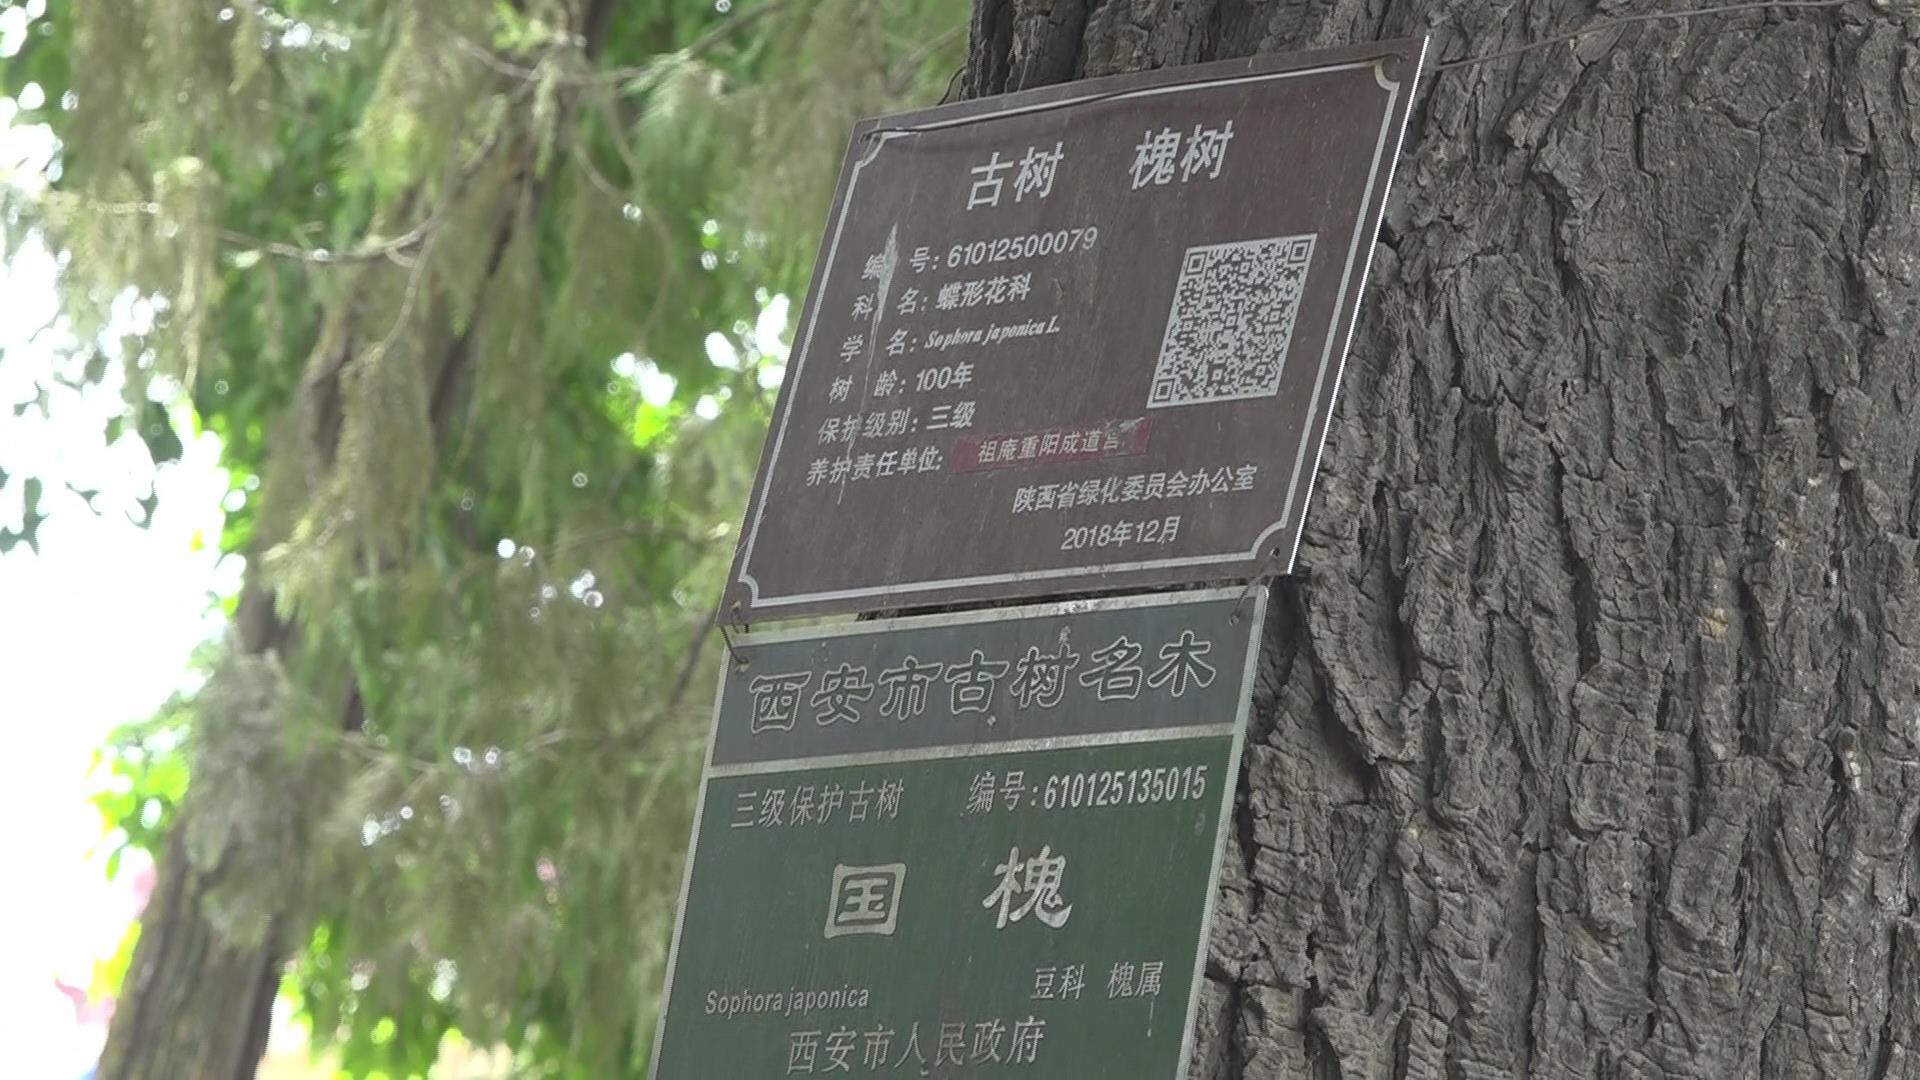 古树 槐树
编 号：61012500079
科 名：蝶形花科
学 名：Sophora japonica L.
树 龄：100年
保护级别：三级
养护责任单位：祖庵重阳成道宫
陕西省绿化委员会办公室
2018年12月
西安市古树名木
三级保护古树 编号：610125135015
国槐
Sophora japonica 豆科 槐属
西安市人民政府